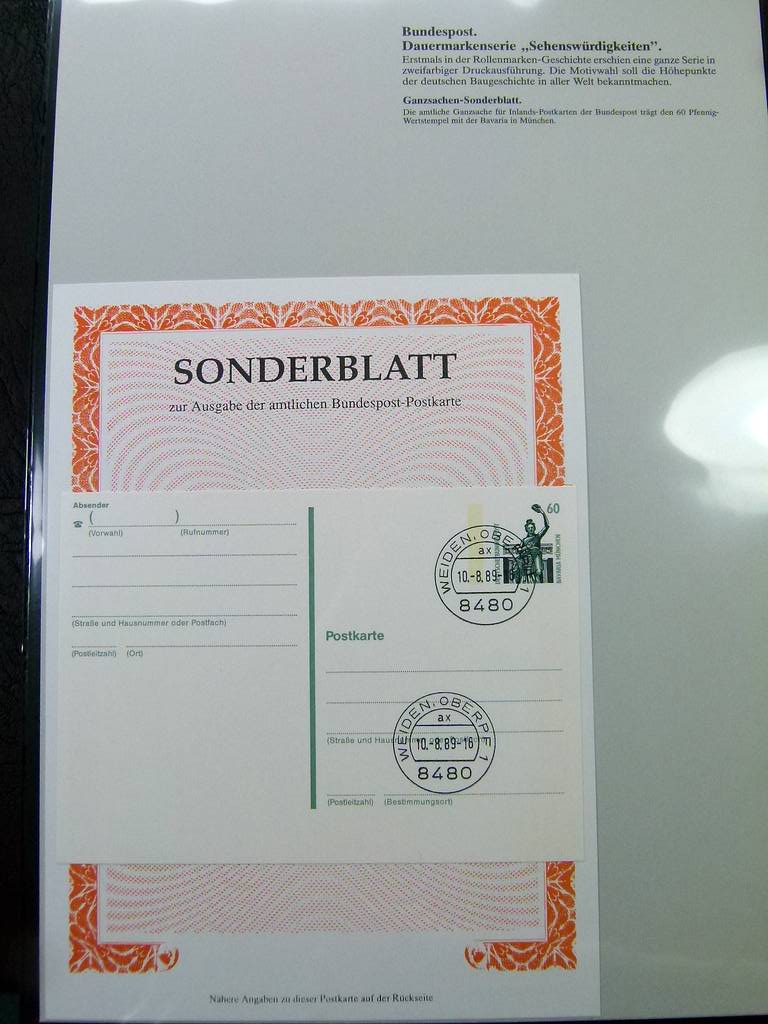 Bundespost.
Dauermarkenserie „Sehenswürdigkeiten”.
Erstmals in der Rollenmarken-Geschichte erschien eine ganze Serie in
zweifarbiger Druckausführung. Die Motivwahl soll die Höhepunkte
der deutschen Baugeschichte in aller Welt bekanntmachen.
Ganzsachen-Sonderblatt.
Die amtliche Ganzsache für Inlands-Postkarten der Bundespost trägt den 60 Pfennig-
Wertstempel mit der Bavaria in München.
SONDERBLATT
zur Ausgabe der amtlichen Bundespost-Postkarte
Absender
( )
(Vorwahl) (Rufnummer)
(Straße und Hausnummer oder Postfach)
(Postleitzahl) (Ort)
60
BAVARIA MÜNCHEN
WEIDEN, OBE 1
ax
10.-8.89-
8480
Postkarte
WEIDEN, OBERPF 1
ax
10.-8.89-16
8480
(Straße und
(Postleitzahl) (Bestimmungsort)
Nähere Angaben zu dieser Postkarte auf der Rückseite